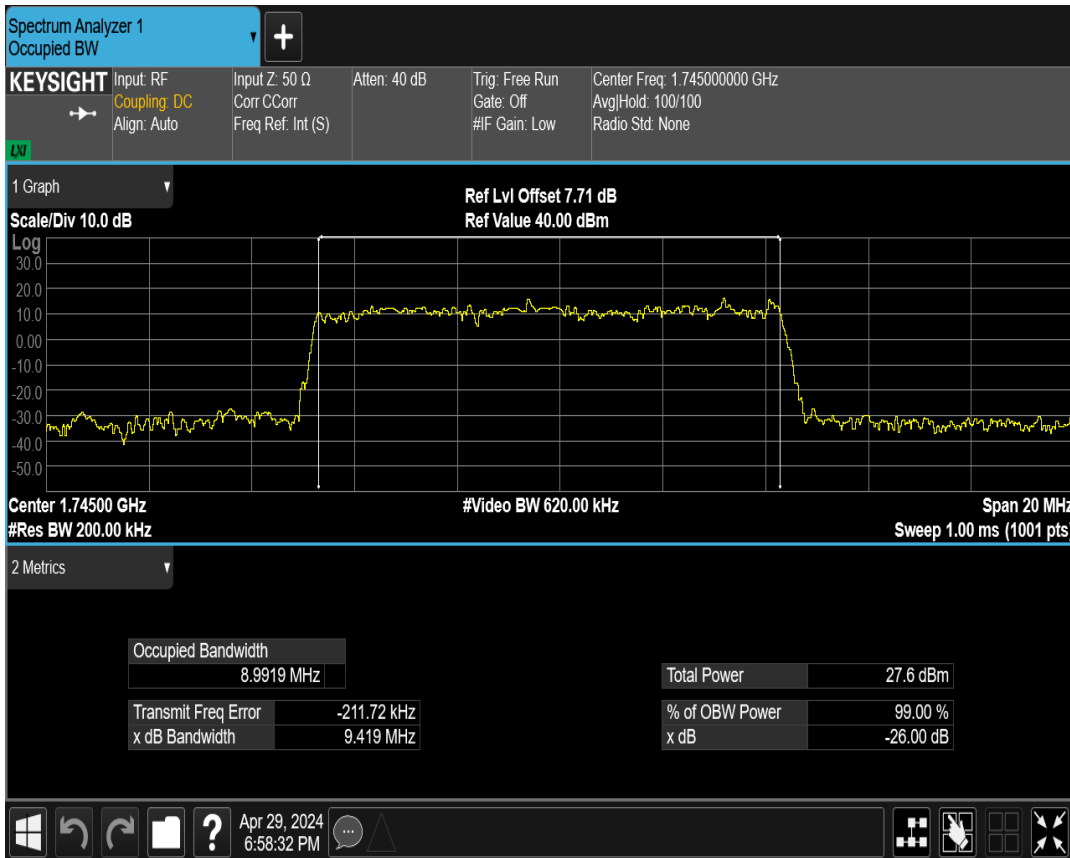 Spectrum Analyzer 1
Occupied BW
KEYSIGHT
LXI
Input: RF
Coupling: DC
Align: Auto
Input Z: 50 Ω
Corr CCorr
Freq Ref: Int (S)
Atten: 40 dB
Trig: Free Run
Gate: Off
#IF Gain: Low
Center Freq: 1.745000000 GHz
Avg|Hold: 100/100
Radio Std: None
1 Graph
Scale/Div 10.0 dB
Ref Lvl Offset 7.71 dB
Ref Value 40.00 dBm
Log
30.0
20.0
10.0
0.00
-10.0
-20.0
-30.0
-40.0
-50.0
Center 1.74500 GHz
#Video BW 620.00 kHz
Span 20 MHz
#Res BW 200.00 kHz
Sweep 1.00 ms (1001 pts)
2 Metrics
Occupied Bandwidth
8.9919 MHz
Total Power 27.6 dBm
Transmit Freq Error -211.72 kHz
% of OBW Power 99.00 %
x dB Bandwidth 9.419 MHz
x dB -26.00 dB
?
Apr 29, 2024
6:58:32 PM